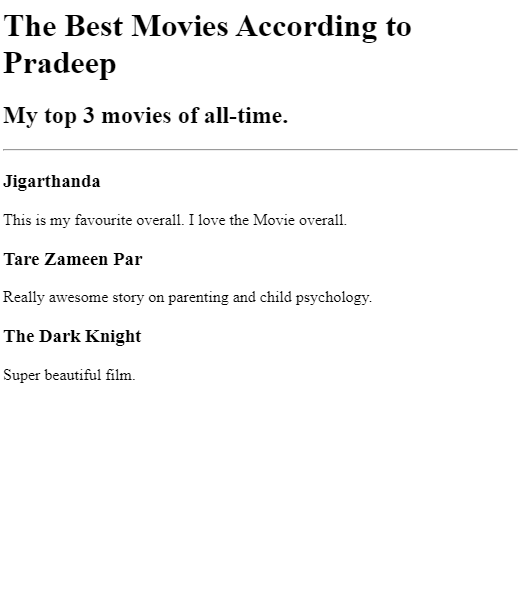 The Best Movies According to
Pradeep
My top 3 movies of all-time.
Jigarthanda
This is my favourite overall. I love the Movie overall.
Tare Zameen Par
Really awesome story on parenting and child psychology.
The Dark Knight
Super beautiful film.